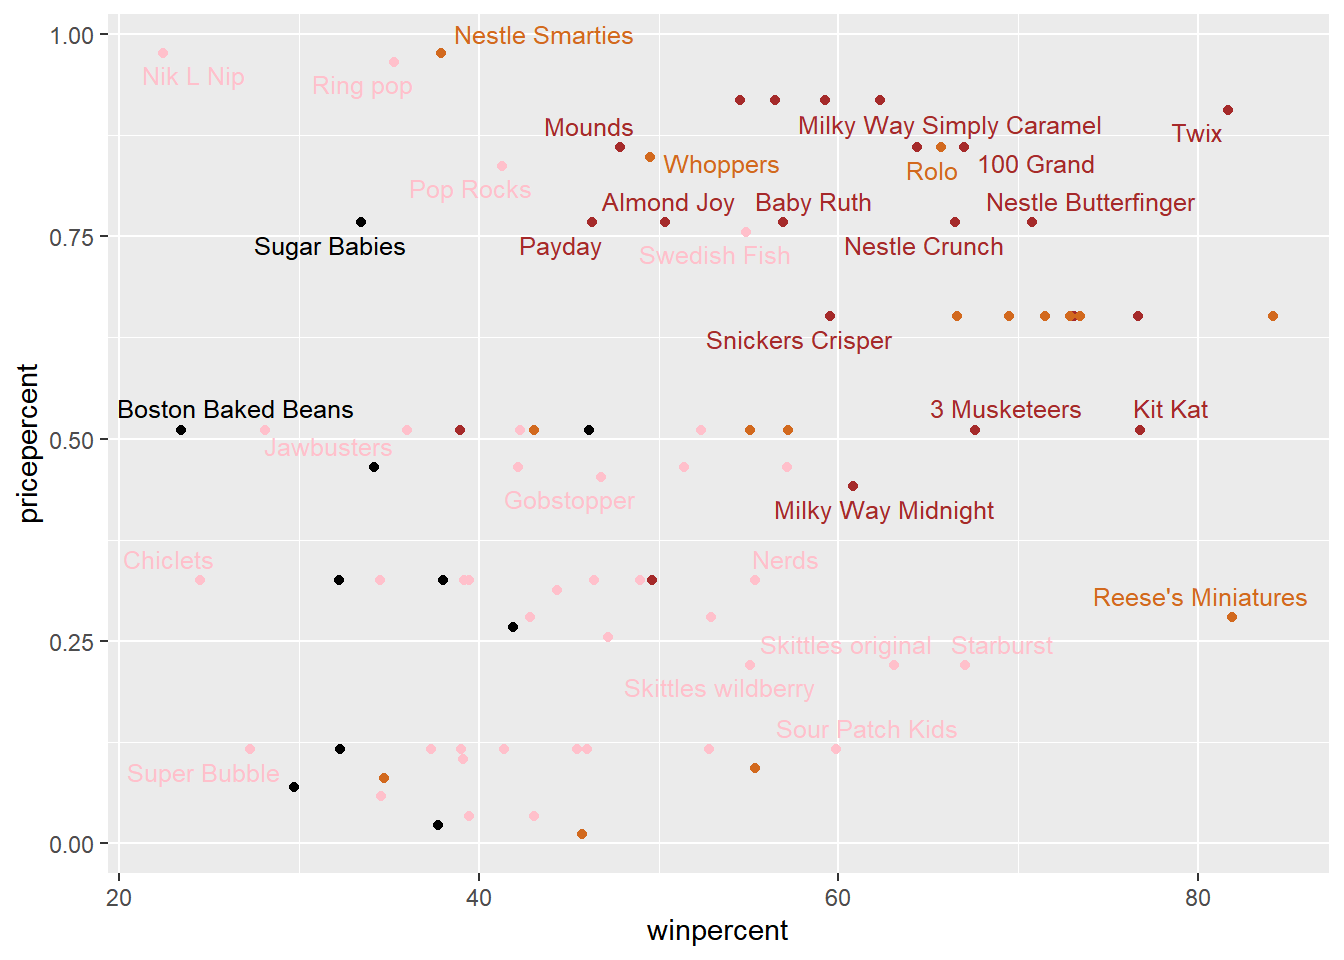 1.00
Nestle Smarties
Nik L Nip
Ring pop
Mounds
Milky Way Simply Caramel
Twix
Whoppers
Rolo
100 Grand
Pop Rocks
Almond Joy
Baby Ruth
Nestle Butterfinger
0.75
Sugar Babies
Payday
Swedish Fish
Nestle Crunch
Snickers Crisper
Boston Baked Beans
3 Musketeers
Kit Kat
0.50
Jawbusters
pricepercent
Gobstopper
Milky Way Midnight
Chiclets
Nerds
Reese's Miniatures
0.25
Skittles original
Starburst
Skittles wildberry
Sour Patch Kids
Super Bubble
0.00
20
40
60
80
winpercent